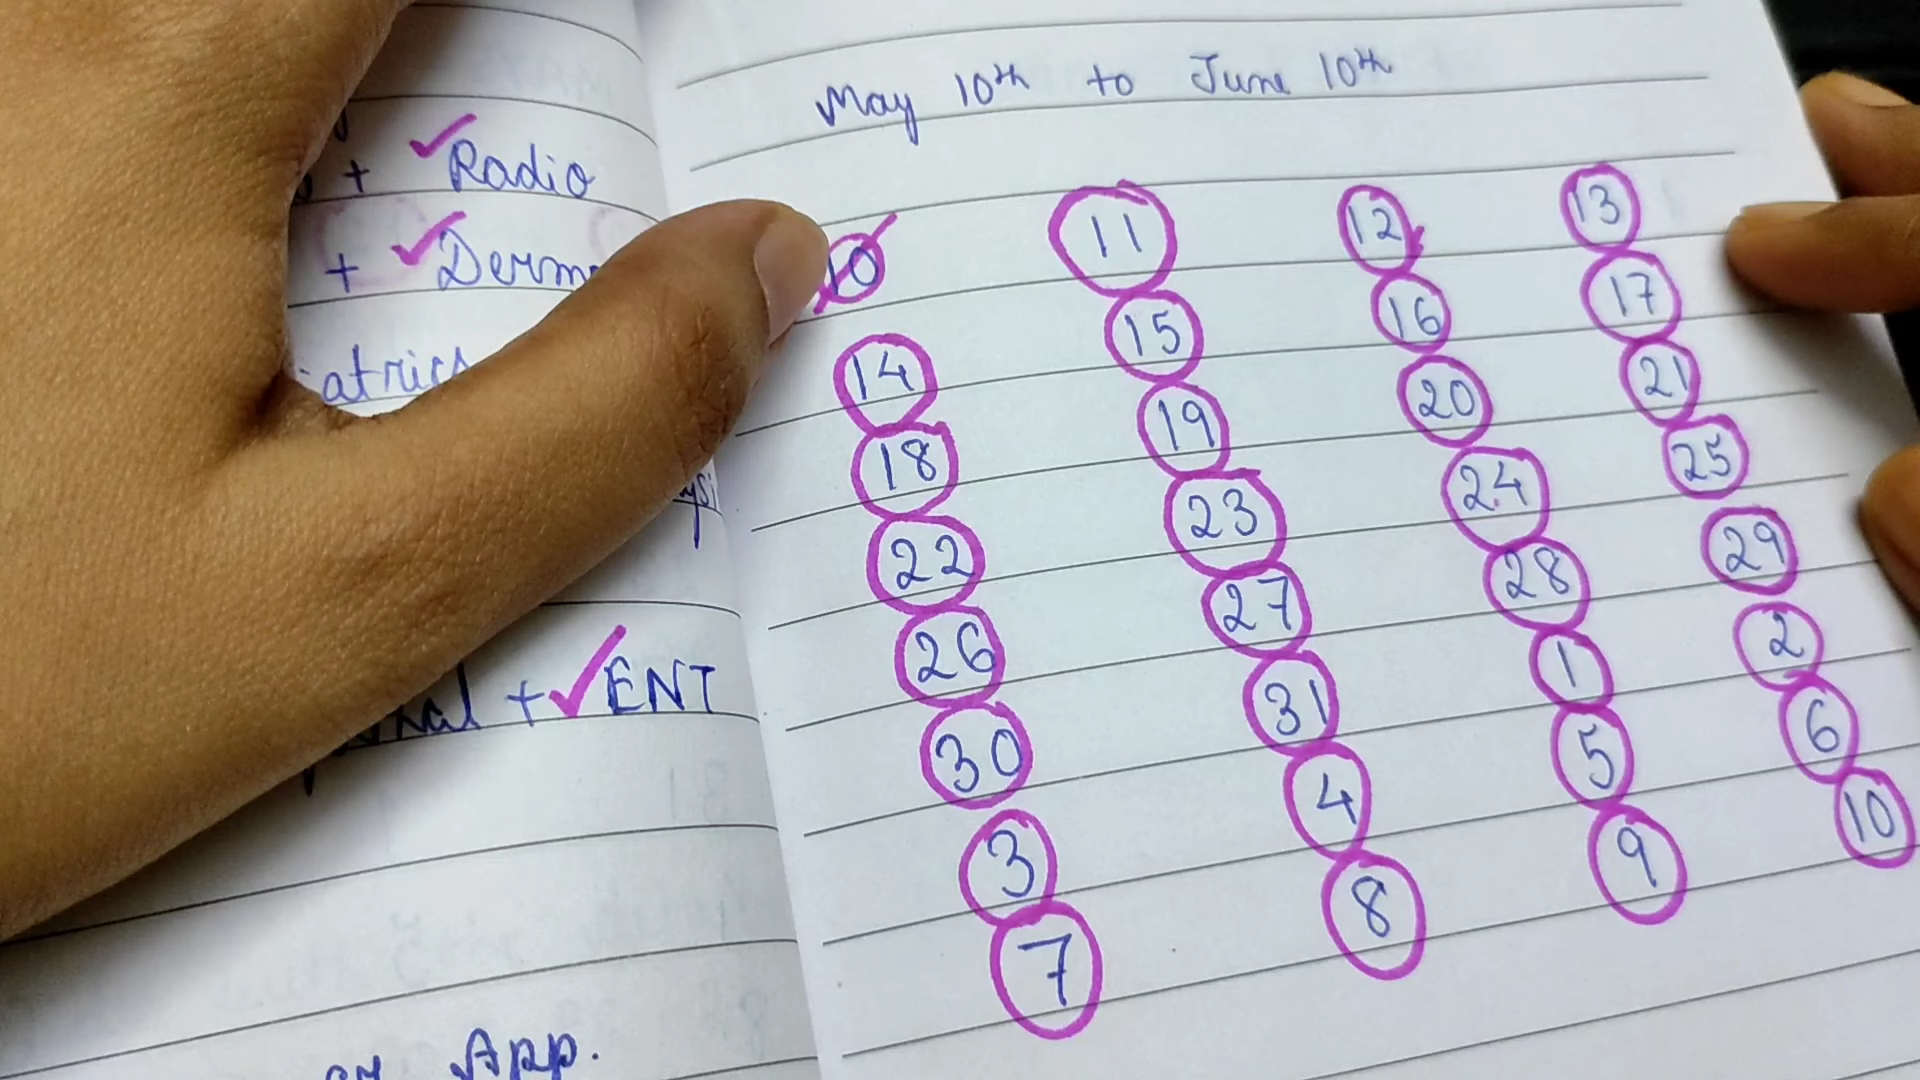 + Radio
+ Derm
iatrics
+ ENT
App.
May 10th to June 10th
10 11 12 13
14 15 16 17
18 19 20 21
22 23 24 25
26 27 28 29
30 31 1 2
3 4 5 6
7 8 9 10